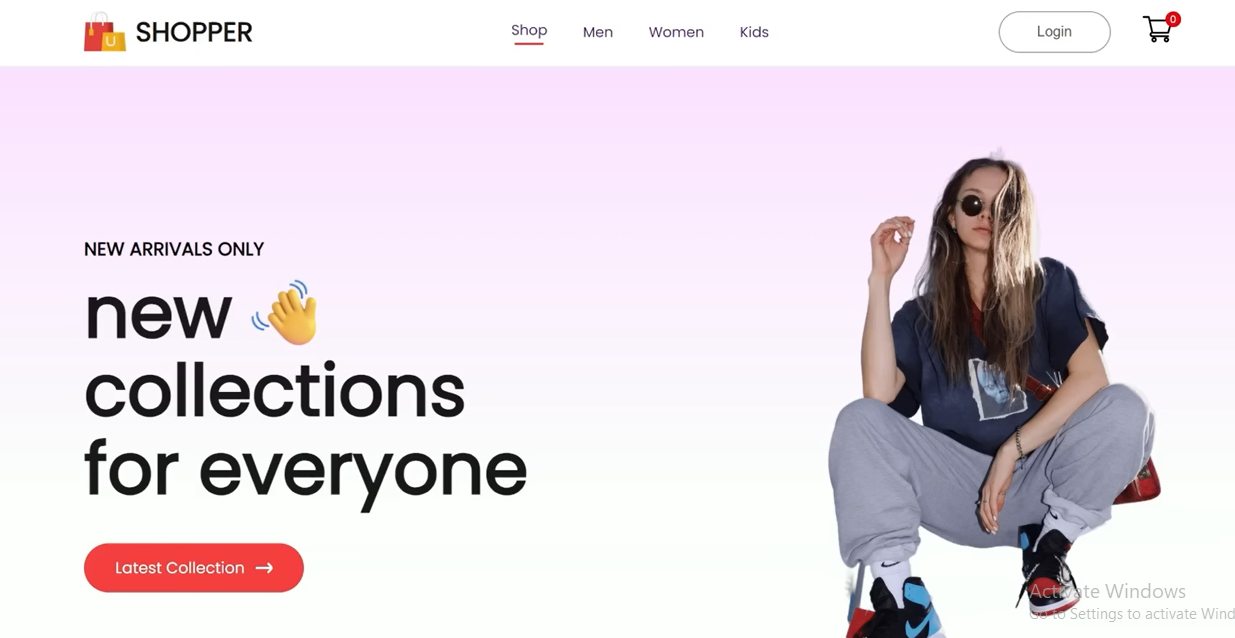 SHOPPER
Shop
Men
Women
Kids
Login
0
NEW ARRIVALS ONLY
new
collections
for everyone
Latest Collection
Activate Windows
Go to Settings to activate Wind